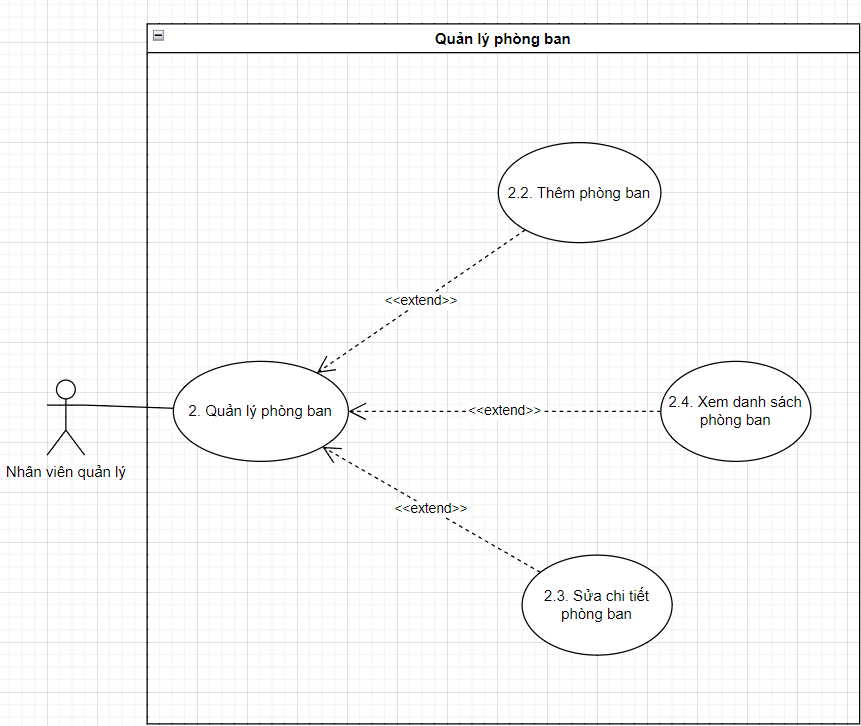 Quản lý phòng ban
2.2. Thêm phòng ban
<<extend>>
2.4. Xem danh sách
phòng ban
<<extend>>
2. Quản lý phòng ban
Nhân viên quản lý
<<extend>>
2.3. Sửa chi tiết
phòng ban